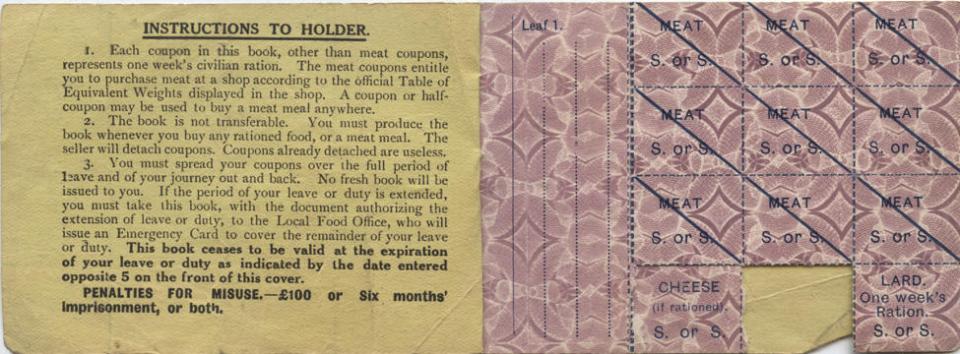 INSTRUCTIONS TO HOLDER.
1. Each coupon in this book, other than meat coupons,
represents one week's civilian ration. The meat coupons entitle
you to purchase meat at a shop according to the official Table of
Equivalent Weights displayed in the shop. A coupon or half-
coupon may be used to buy a meat meal anywhere.
2. The book is not transferable. You must produce the
book whenever you buy any rationed food, or a meat meal. The
seller will detach coupons. Coupons already detached are useless.
3. You must spread your coupons over the full period of
leave and of your journey out and back. No fresh book will be
issued to you. If the period of your leave or duty is extended,
you must take this book, with the document authorizing the
extension of leave or duty, to the Local Food Office, who will
issue an Emergency Card to cover the remainder of your leave
or duty. This book ceases to be valid at the expiration
of your leave or duty as indicated by the date entered
opposite 5 on the front of this cover.
PENALTIES FOR MISUSE.—£100 or Six months'
Imprisonment, or both.
Leaf 1.
MEAT
S. or S.
MEAT
S. or S.
MEAT
S. or S.
MEAT
S. or S.
MEAT
S. or S.
MEAT
S. or S.
MEAT
S. or S.
MEAT
S. or S.
MEAT
S. or S.
CHEESE
(if rationed).
S. or S.
LARD.
One week's
Ration.
S. or S.